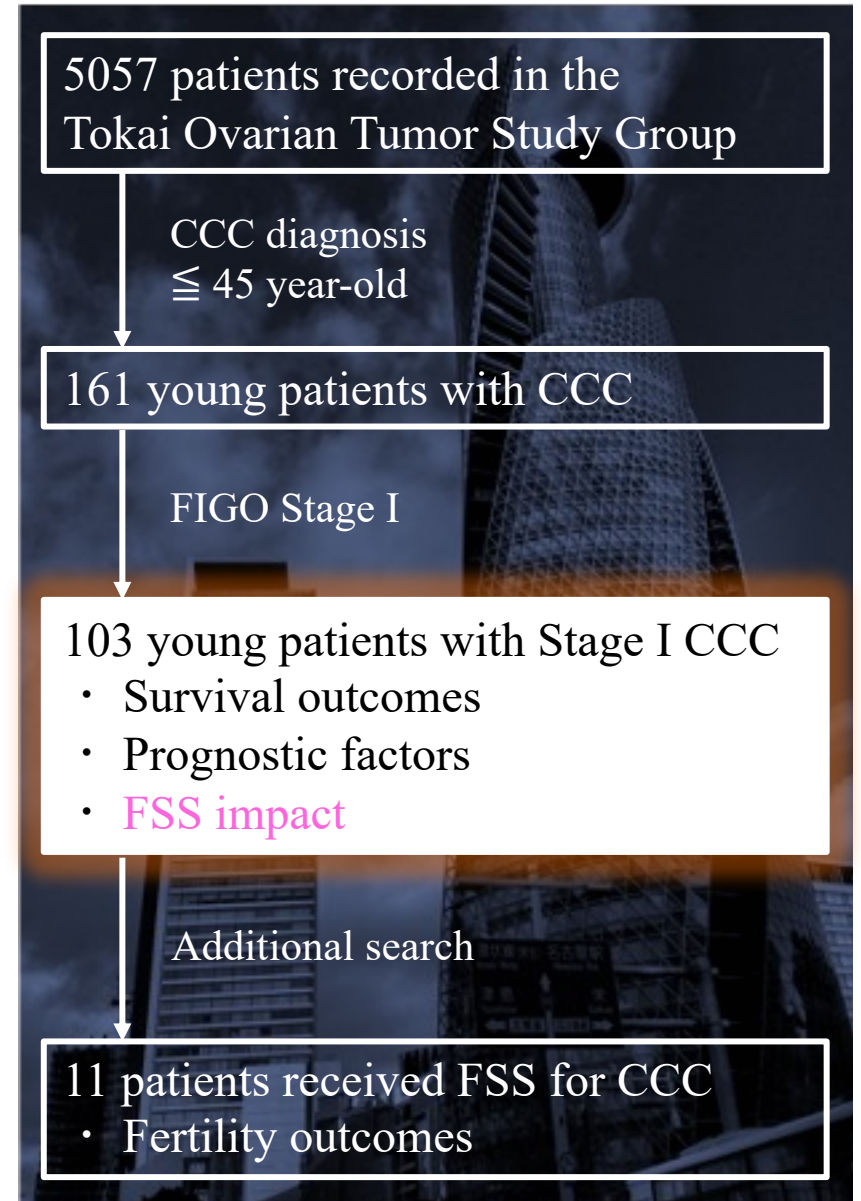 5057 patients recorded in the
Tokai Ovarian Tumor Study Group
CCC diagnosis
≦ 45 year-old
161 young patients with CCC
FIGO Stage I
103 young patients with Stage I CCC
・ Survival outcomes
・ Prognostic factors
・ FSS impact
Additional search
11 patients received FSS for CCC
・ Fertility outcomes